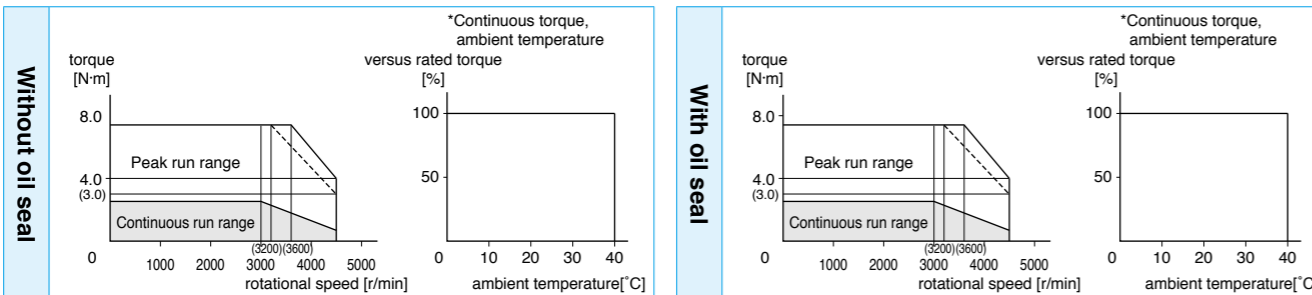 Without oil seal
torque
[N·m]
8.0
4.0
(3.0)
0
Peak run range
Continuous run range
(3200)(3600)
1000 2000 3000 4000 5000
rotational speed [r/min]
*Continuous torque,
ambient temperature
versus rated torque
[%]
100
50
0
10 20 30 40
ambient temperature[˚C]
With oil seal
torque
[N·m]
8.0
4.0
(3.0)
0
Peak run range
Continuous run range
(3200)(3600)
1000 2000 3000 4000 5000
rotational speed [r/min]
*Continuous torque,
ambient temperature
versus rated torque
[%]
100
50
0
10 20 30 40
ambient temperature[˚C]